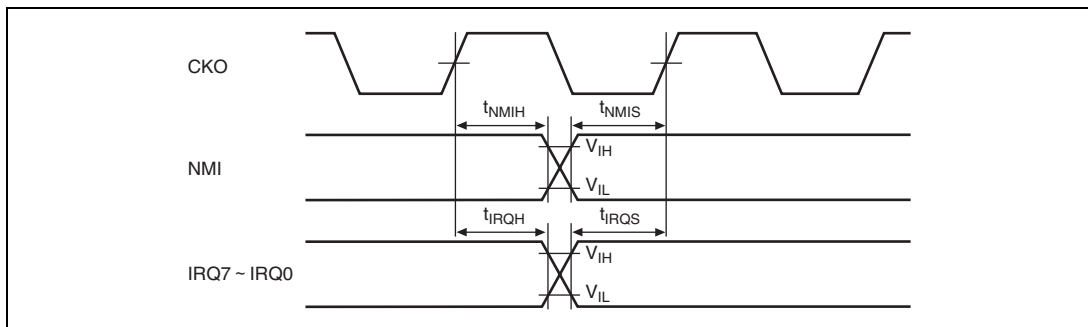 CKO
tNMIH tNMIS
VIH
NMI
VIL
tIRQH tIRQS
VIH
IRQ7 ~ IRQ0
VIL